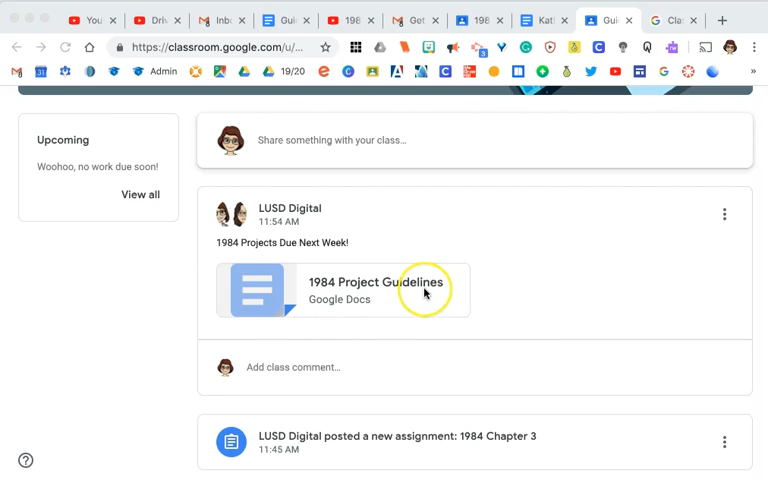 You
Driv
Inb
Gui
198
Get
198
Katl
Gui
Clas
https://classroom.google.com/u/...
Admin
19/20
Upcoming
Woohoo, no work due soon!
View all
Share something with your class...
LUSD Digital
11:54 AM
1984 Projects Due Next Week!
1984 Project Guidelines
Google Docs
Add class comment...
LUSD Digital posted a new assignment: 1984 Chapter 3
11:45 AM